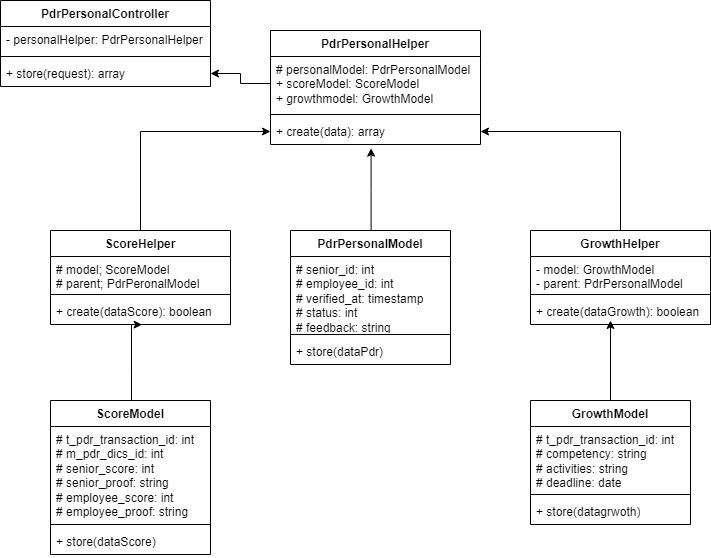 PdrPersonalController
- personalHelper: PdrPersonalHelper
+ store(request): array
PdrPersonalHelper
# personalModel: PdrPersonalModel
+ scoreModel: ScoreModel
+ growthmodel: GrowthModel
+ create(data): array
ScoreHelper
# model; ScoreModel
# parent; PdrPeronalModel
+ create(dataScore): boolean
PdrPersonalModel
# senior_id: int
# employee_id: int
# verified_at: timestamp
# status: int
# feedback: string
+ store(dataPdr)
GrowthHelper
- model: GrowthModel
- parent: PdrPersonalModel
+ create(dataGrowth): boolean
ScoreModel
# t_pdr_transaction_id: int
# m_pdr_dics_id: int
# senior_score: int
# senior_proof: string
# employee_score: int
# employee_proof: string
+ store(dataScore)
GrowthModel
# t_pdr_transaction_id: int
# competency: string
# activities: string
# deadline: date
+ store(datagrwoth)